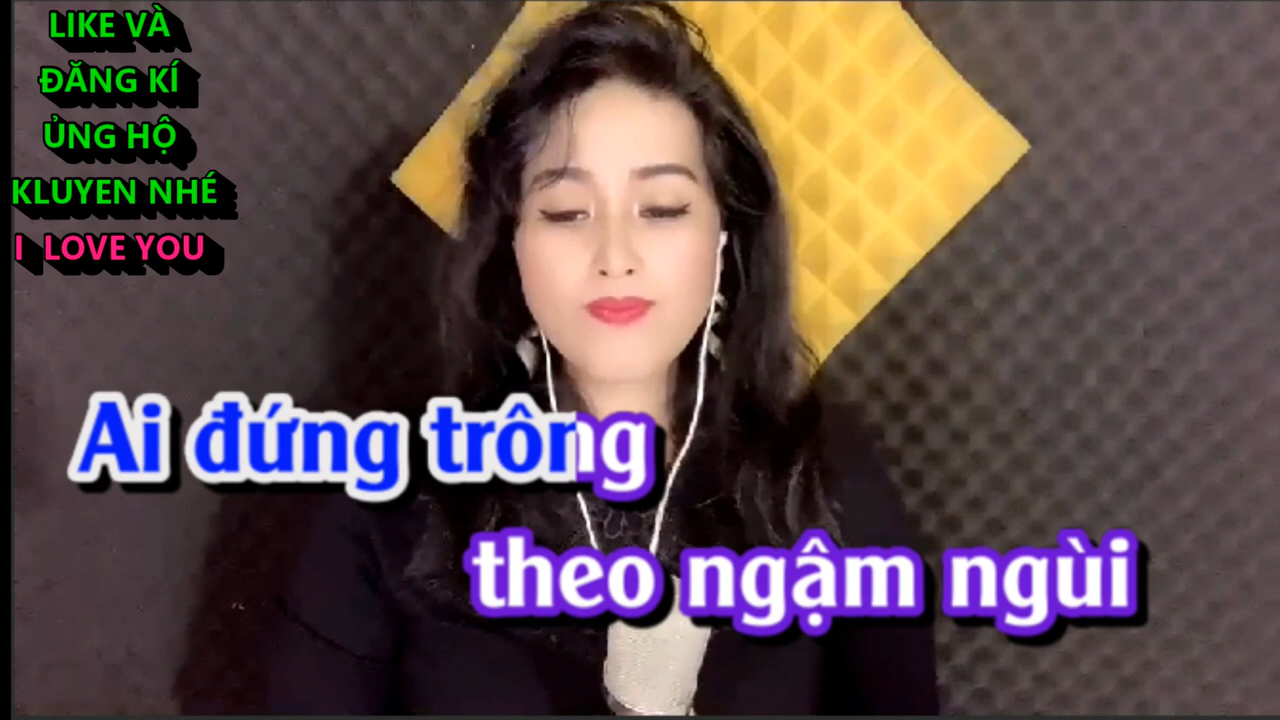 LIKE VÀ
ĐĂNG KÍ
ỦNG HỘ
KLUYEN NHÉ
I LOVE YOU
Ai đứng trông
theo ngậm ngùi